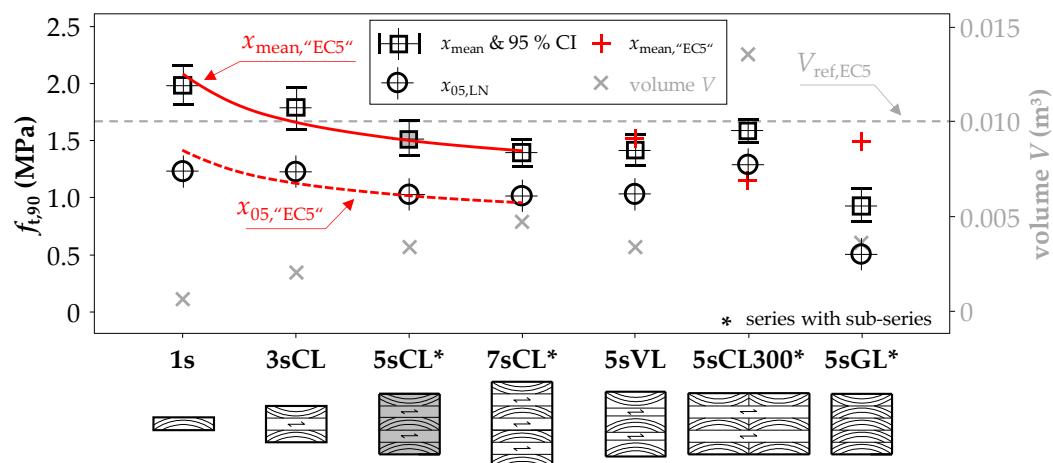 f_t,90 (MPa)
2.5
2.0
1.5
1.0
0.5
0
x_mean,“EC5“
x_05,“EC5“
x_mean & 95 % CI
x_mean,“EC5“
x_05,LN
volume V
V_ref,EC5
0.015
0.010
0.005
0
volume V (m³)
* series with sub-series
1s 3sCL 5sCL* 7sCL* 5sVL 5sCL300* 5sGL*